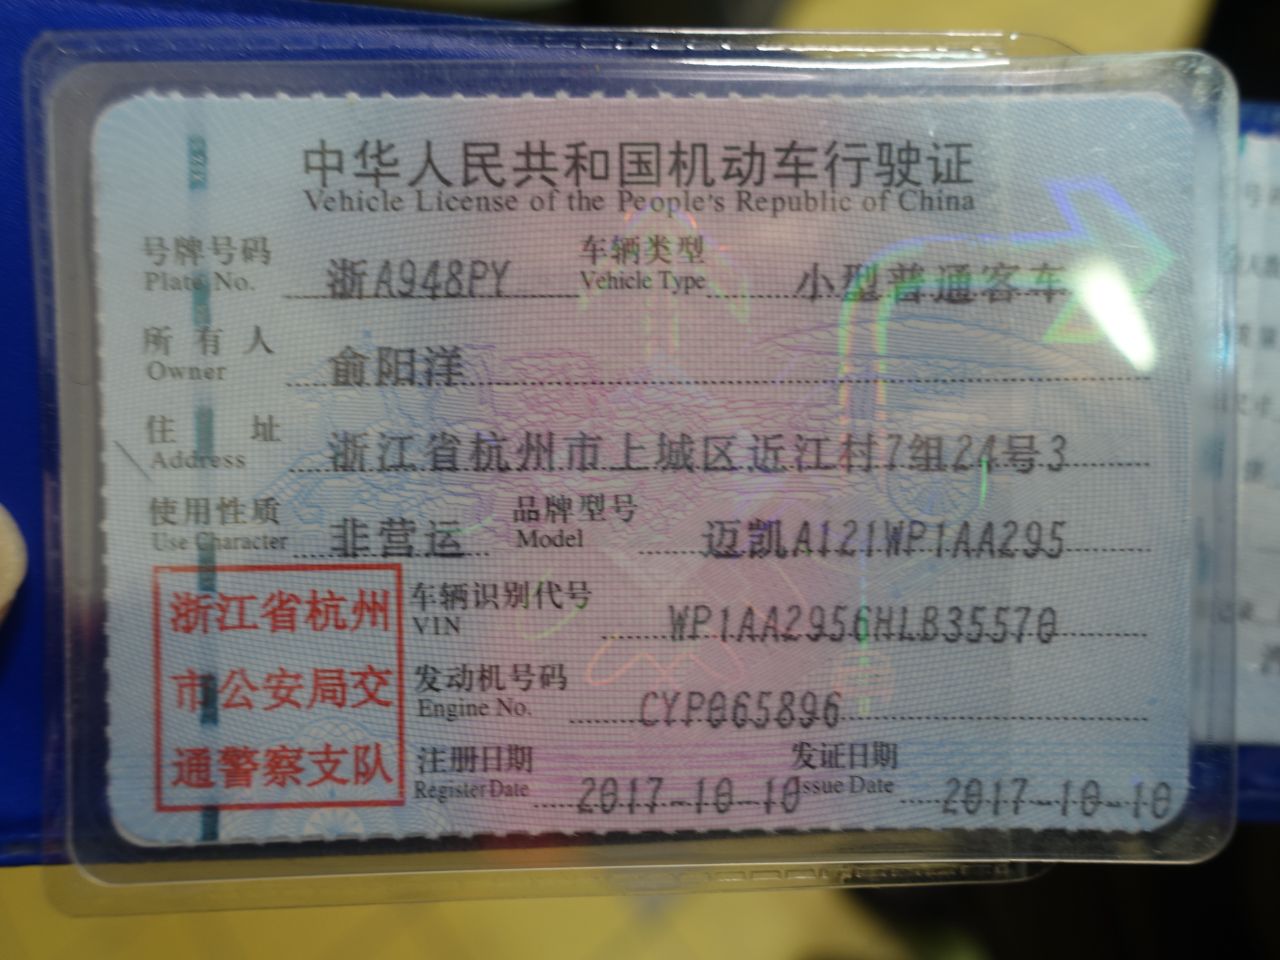 中华人民共和国机动车行驶证
Vehicle License of the People's Republic of China
号牌号码 浙A948PY 车辆类型 小型普通客车
Plate No. Vehicle Type
所有人 俞阳洋
Owner
住址 浙江省杭州市上城区近江村7组24号3
Address
使用性质 非营运 品牌型号 迈凯A121WP1AA295
Use Character Model
浙江省杭州
市公安局交
通警察支队
车辆识别代号 WP1AA2956HLB35570
VIN
发动机号码 CYP065896
Engine No.
注册日期 2017-10-10 发证日期 2017-10-10
Register Date Issue Date